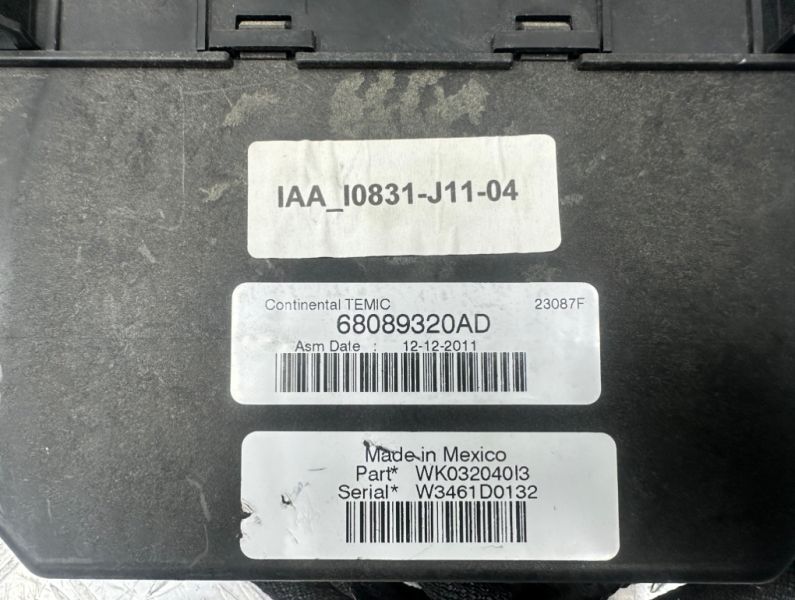 IAA_I0831-J11-04
Continental TEMIC 23087F
68089320AD
Asm Date : 12-12-2011
Made in Mexico
Part* WK032040I3
Serial* W3461D0132